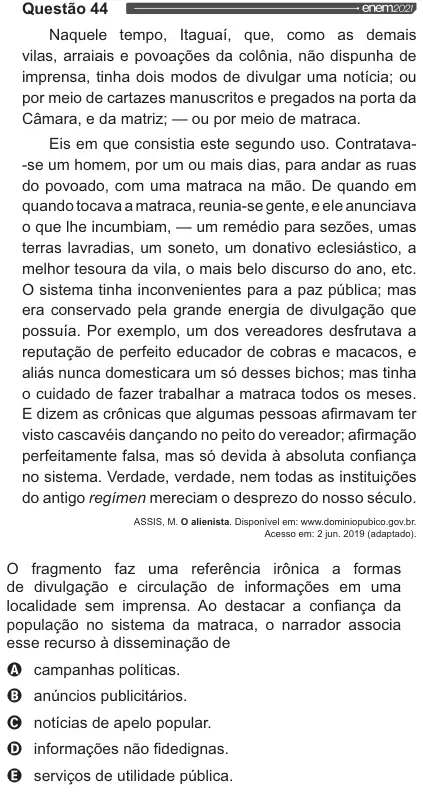 Questão 44
enem2021
Naquele tempo, Itaguaí, que, como as demais
vilas, arraiais e povoações da colônia, não dispunha de
imprensa, tinha dois modos de divulgar uma notícia; ou
por meio de cartazes manuscritos e pregados na porta da
Câmara, e da matriz; — ou por meio de matraca.
Eis em que consistia este segundo uso. Contratava-
-se um homem, por um ou mais dias, para andar as ruas
do povoado, com uma matraca na mão. De quando em
quando tocava a matraca, reunia-se gente, e ele anunciava
o que lhe incumbiam, — um remédio para sezões, umas
terras lavradias, um soneto, um donativo eclesiástico, a
melhor tesoura da vila, o mais belo discurso do ano, etc.
O sistema tinha inconvenientes para a paz pública; mas
era conservado pela grande energia de divulgação que
possuía. Por exemplo, um dos vereadores desfrutava a
reputação de perfeito educador de cobras e macacos, e
aliás nunca domesticara um só desses bichos; mas tinha
o cuidado de fazer trabalhar a matraca todos os meses.
E dizem as crônicas que algumas pessoas afirmavam ter
visto cascavéis dançando no peito do vereador; afirmação
perfeitamente falsa, mas só devida à absoluta confiança
no sistema. Verdade, verdade, nem todas as instituições
do antigo regímen mereciam o desprezo do nosso século.
ASSIS, M. O alienista. Disponível em: www.dominiopubico.gov.br.
Acesso em: 2 jun. 2019 (adaptado).
O fragmento faz uma referência irônica a formas
de divulgação e circulação de informações em uma
localidade sem imprensa. Ao destacar a confiança da
população no sistema da matraca, o narrador associa
esse recurso à disseminação de
A campanhas políticas.
B anúncios publicitários.
C notícias de apelo popular.
D informações não fidedignas.
E serviços de utilidade pública.